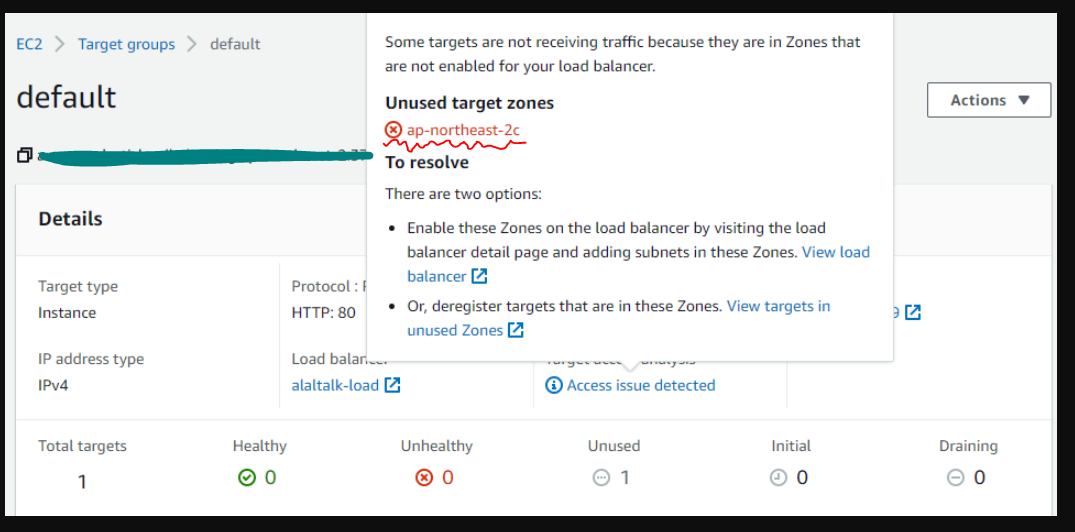 EC2 > Target groups > default
default
Actions
Some targets are not receiving traffic because they are in Zones that
are not enabled for your load balancer.
Unused target zones
ap-northeast-2c
To resolve
There are two options:
• Enable these Zones on the load balancer by visiting the load
balancer detail page and adding subnets in these Zones. View load
balancer
• Or, deregister targets that are in these Zones. View targets in
unused Zones
Details
Target type
Instance
Protocol :
HTTP: 80
IP address type
IPv4
Load balancer
alaltalk-load
Access issue detected
Total targets
1
Healthy
0
Unhealthy
0
Unused
1
Initial
0
Draining
0